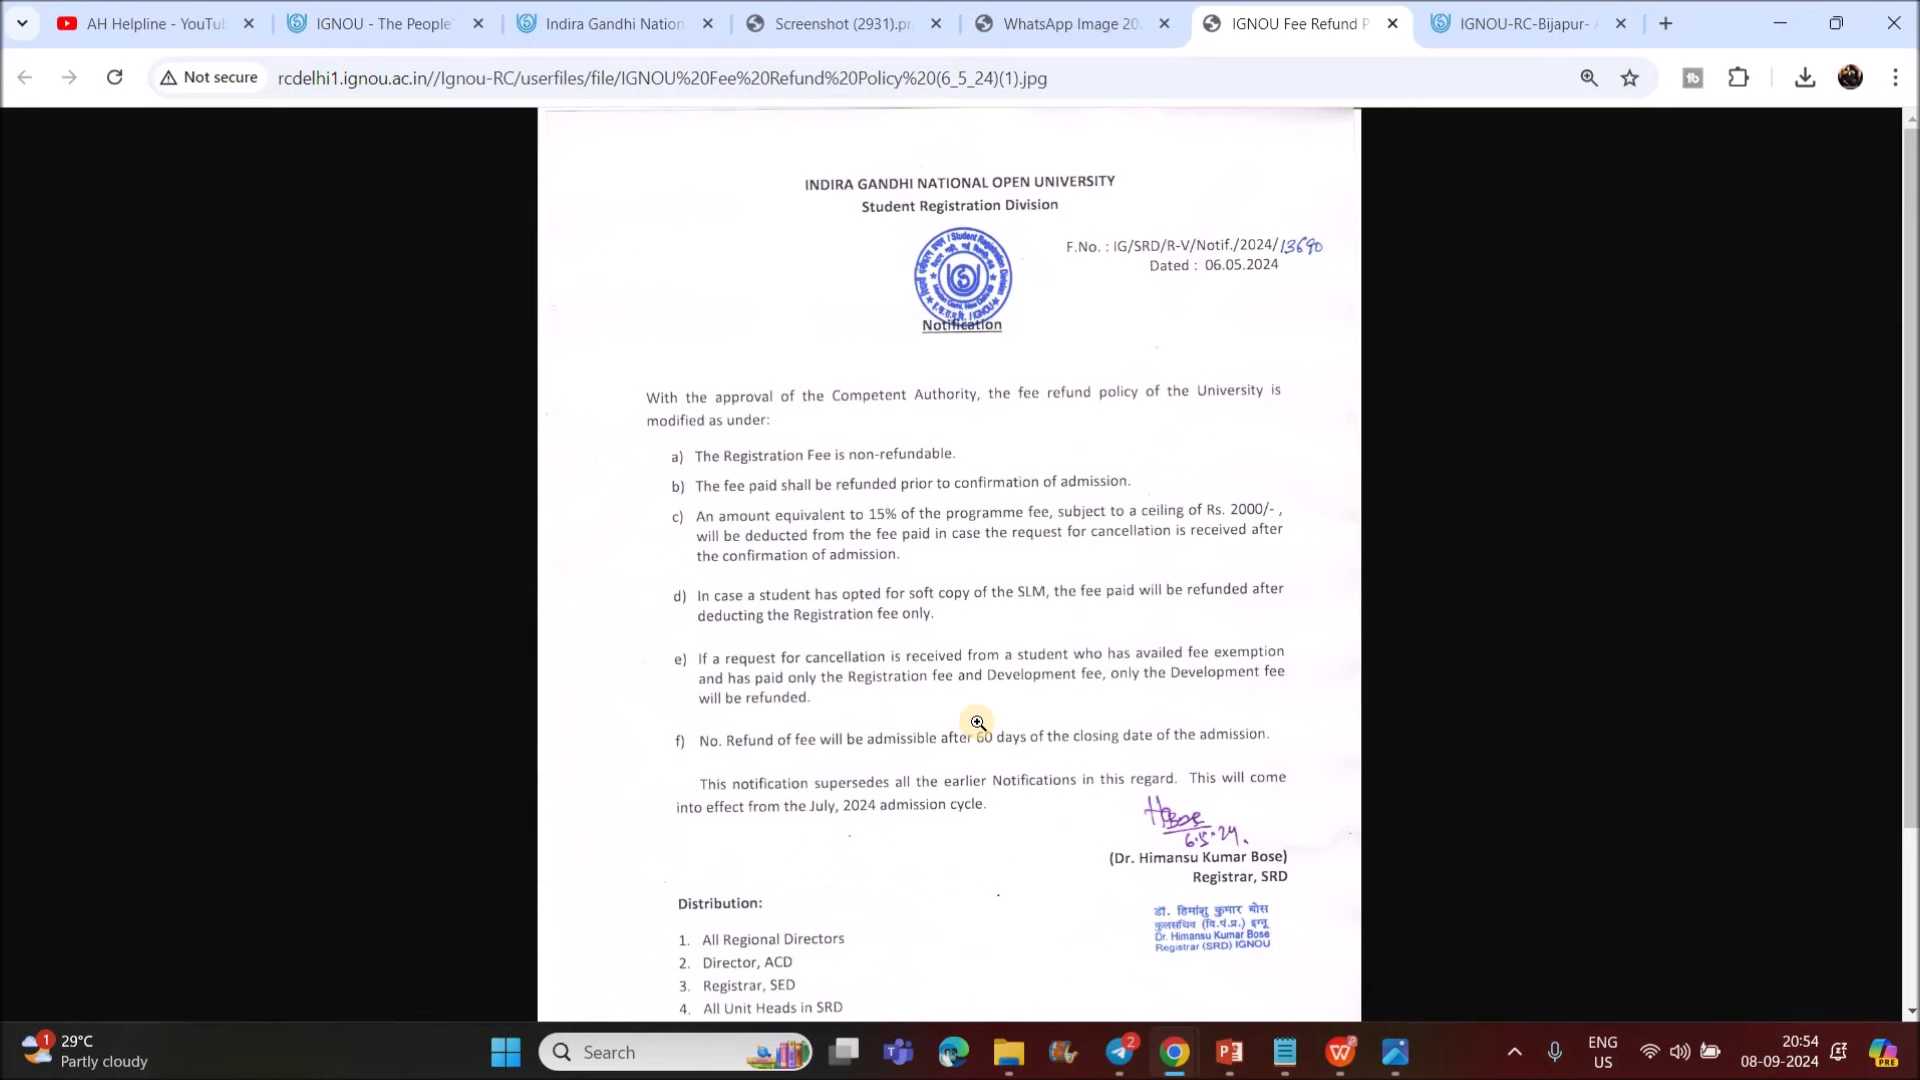 AH Helpline - YouTub
IGNOU - The People'
Indira Gandhi Nation
Screenshot (2931).pn
WhatsApp Image 202
IGNOU Fee Refund P
IGNOU-RC-Bijapur- A
Not secure
rcdelhi1.ignou.ac.in//Ignou-RC/userfiles/file/IGNOU%20Fee%20Refund%20Policy%20(6_5_24)(1).jpg
INDIRA GANDHI NATIONAL OPEN UNIVERSITY
Student Registration Division
F.No. : IG/SRD/R-V/Notif./2024/13690
Dated : 06.05.2024
Notification
With the approval of the Competent Authority, the fee refund policy of the University is
modified as under:
a) The Registration Fee is non-refundable.
b) The fee paid shall be refunded prior to confirmation of admission.
c) An amount equivalent to 15% of the programme fee, subject to a ceiling of Rs. 2000/- ,
will be deducted from the fee paid in case the request for cancellation is received after
the confirmation of admission.
d) In case a student has opted for soft copy of the SLM, the fee paid will be refunded after
deducting the Registration fee only.
e) If a request for cancellation is received from a student who has availed fee exemption
and has paid only the Registration fee and Development fee, only the Development fee
will be refunded.
f) No. Refund of fee will be admissible after 60 days of the closing date of the admission.
This notification supersedes all the earlier Notifications in this regard. This will come
into effect from the July, 2024 admission cycle.
HBose
6.5.24.
(Dr. Himansu Kumar Bose)
Registrar, SRD
डॉ. हिमांशु कुमार बोस
कुलसचिव (वि.पं.प्र.) इग्नू
Dr. Himansu Kumar Bose
Registrar (SRD) IGNOU
Distribution:
1. All Regional Directors
2. Director, ACD
3. Registrar, SED
4. All Unit Heads in SRD
1
29°C
Partly cloudy
Search
2
ENG
US
20:54
08-09-2024
PRE